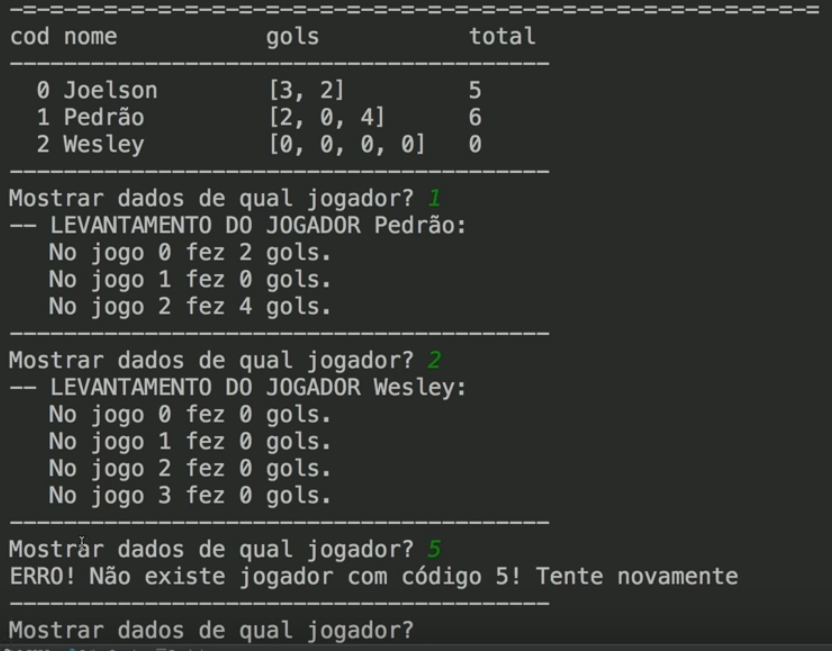 -=-=-=-=-=-=-=-=-=-=-=-=-=-=-=-=-=-=-=-=-=-=-=-=-=-=-=-=-=-=
cod nome           gols           total
----------------------------------------
  0 Joelson        [3, 2]         5
  1 Pedrão         [2, 0, 4]      6
  2 Wesley         [0, 0, 0, 0]   0
----------------------------------------
Mostrar dados de qual jogador? 1
-- LEVANTAMENTO DO JOGADOR Pedrão:
   No jogo 0 fez 2 gols.
   No jogo 1 fez 0 gols.
   No jogo 2 fez 4 gols.
----------------------------------------
Mostrar dados de qual jogador? 2
-- LEVANTAMENTO DO JOGADOR Wesley:
   No jogo 0 fez 0 gols.
   No jogo 1 fez 0 gols.
   No jogo 2 fez 0 gols.
   No jogo 3 fez 0 gols.
----------------------------------------
Mostrar dados de qual jogador? 5
ERRO! Não existe jogador com código 5! Tente novamente
----------------------------------------
Mostrar dados de qual jogador?